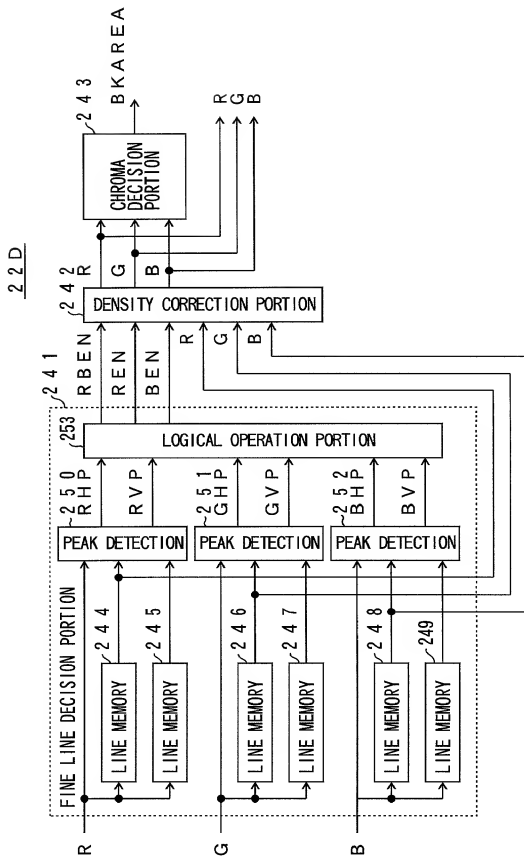 22D
FINE LINE DECISION PORTION
241
R
G
B
LINE MEMORY
244
LINE MEMORY
245
LINE MEMORY
246
LINE MEMORY
247
LINE MEMORY
248
LINE MEMORY
249
PEAK DETECTION
250
PEAK DETECTION
251
PEAK DETECTION
252
RHP
RVP
GHP
GVP
BHP
BVP
253
LOGICAL OPERATION PORTION
RBEN
REN
BEN
R
G
B
242
DENSITY CORRECTION PORTION
R
G
B
243
CHROMA
DECISION
PORTION
BKAREA
R
G
B